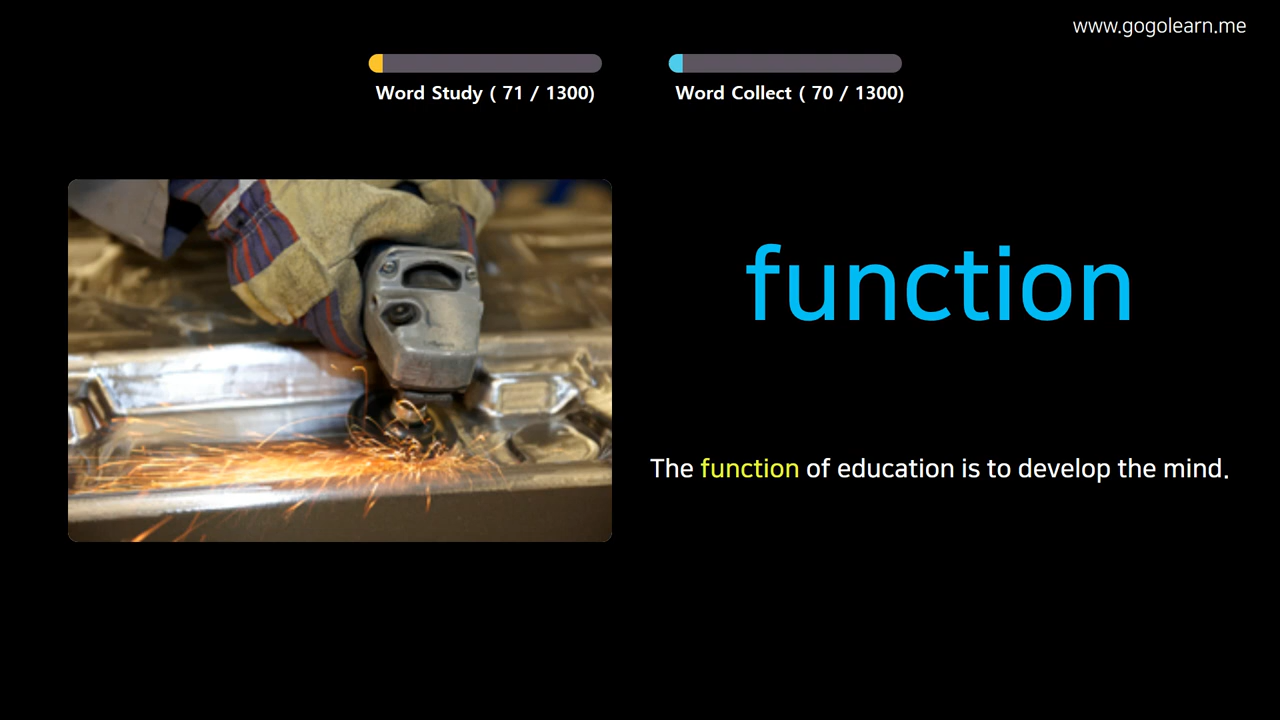 www.gogolearn.me
Word Study ( 71 / 1300)
Word Collect ( 70 / 1300)
function
The function of education is to develop the mind.